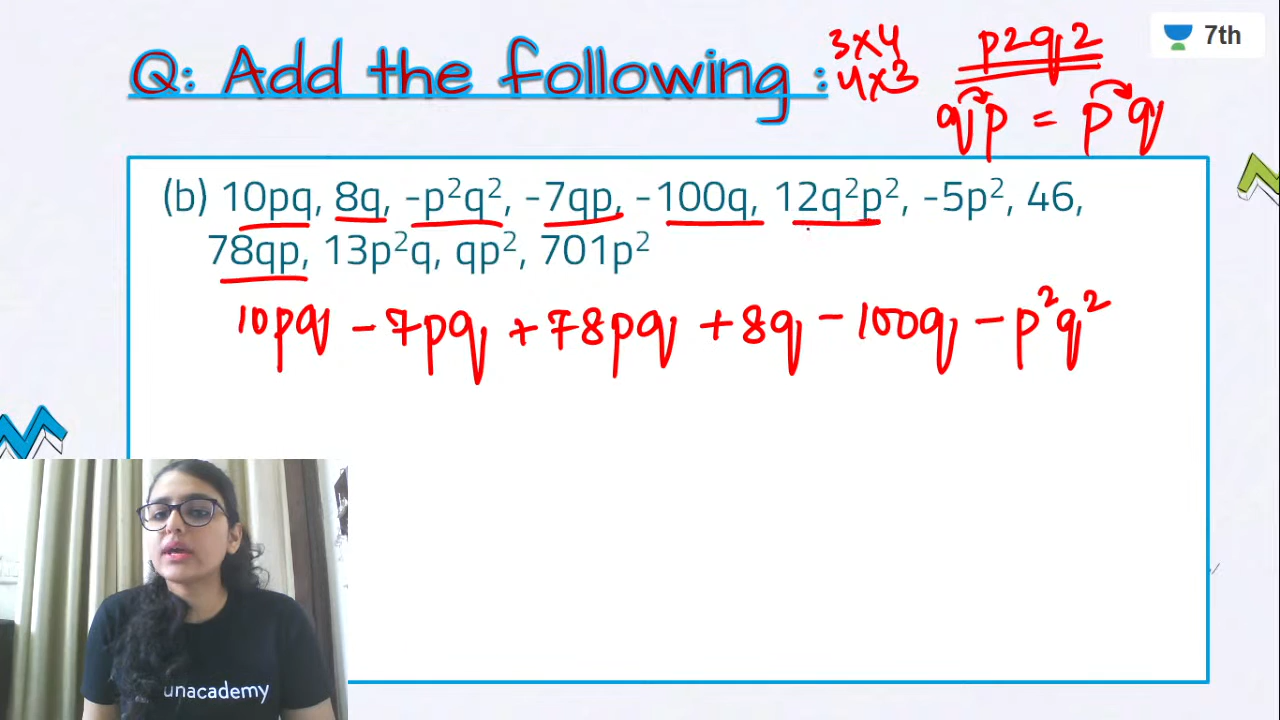 Q: Add the following :
3×4
4×3
p2q2
qp = pq
7th
(b) 10pq, 8q, -p²q², -7qp, -100q, 12q²p², -5p², 46,
78qp, 13p²q, qp², 701p²
10pq - 7pq + 78pq + 8q - 100q - p²q²
unacademy